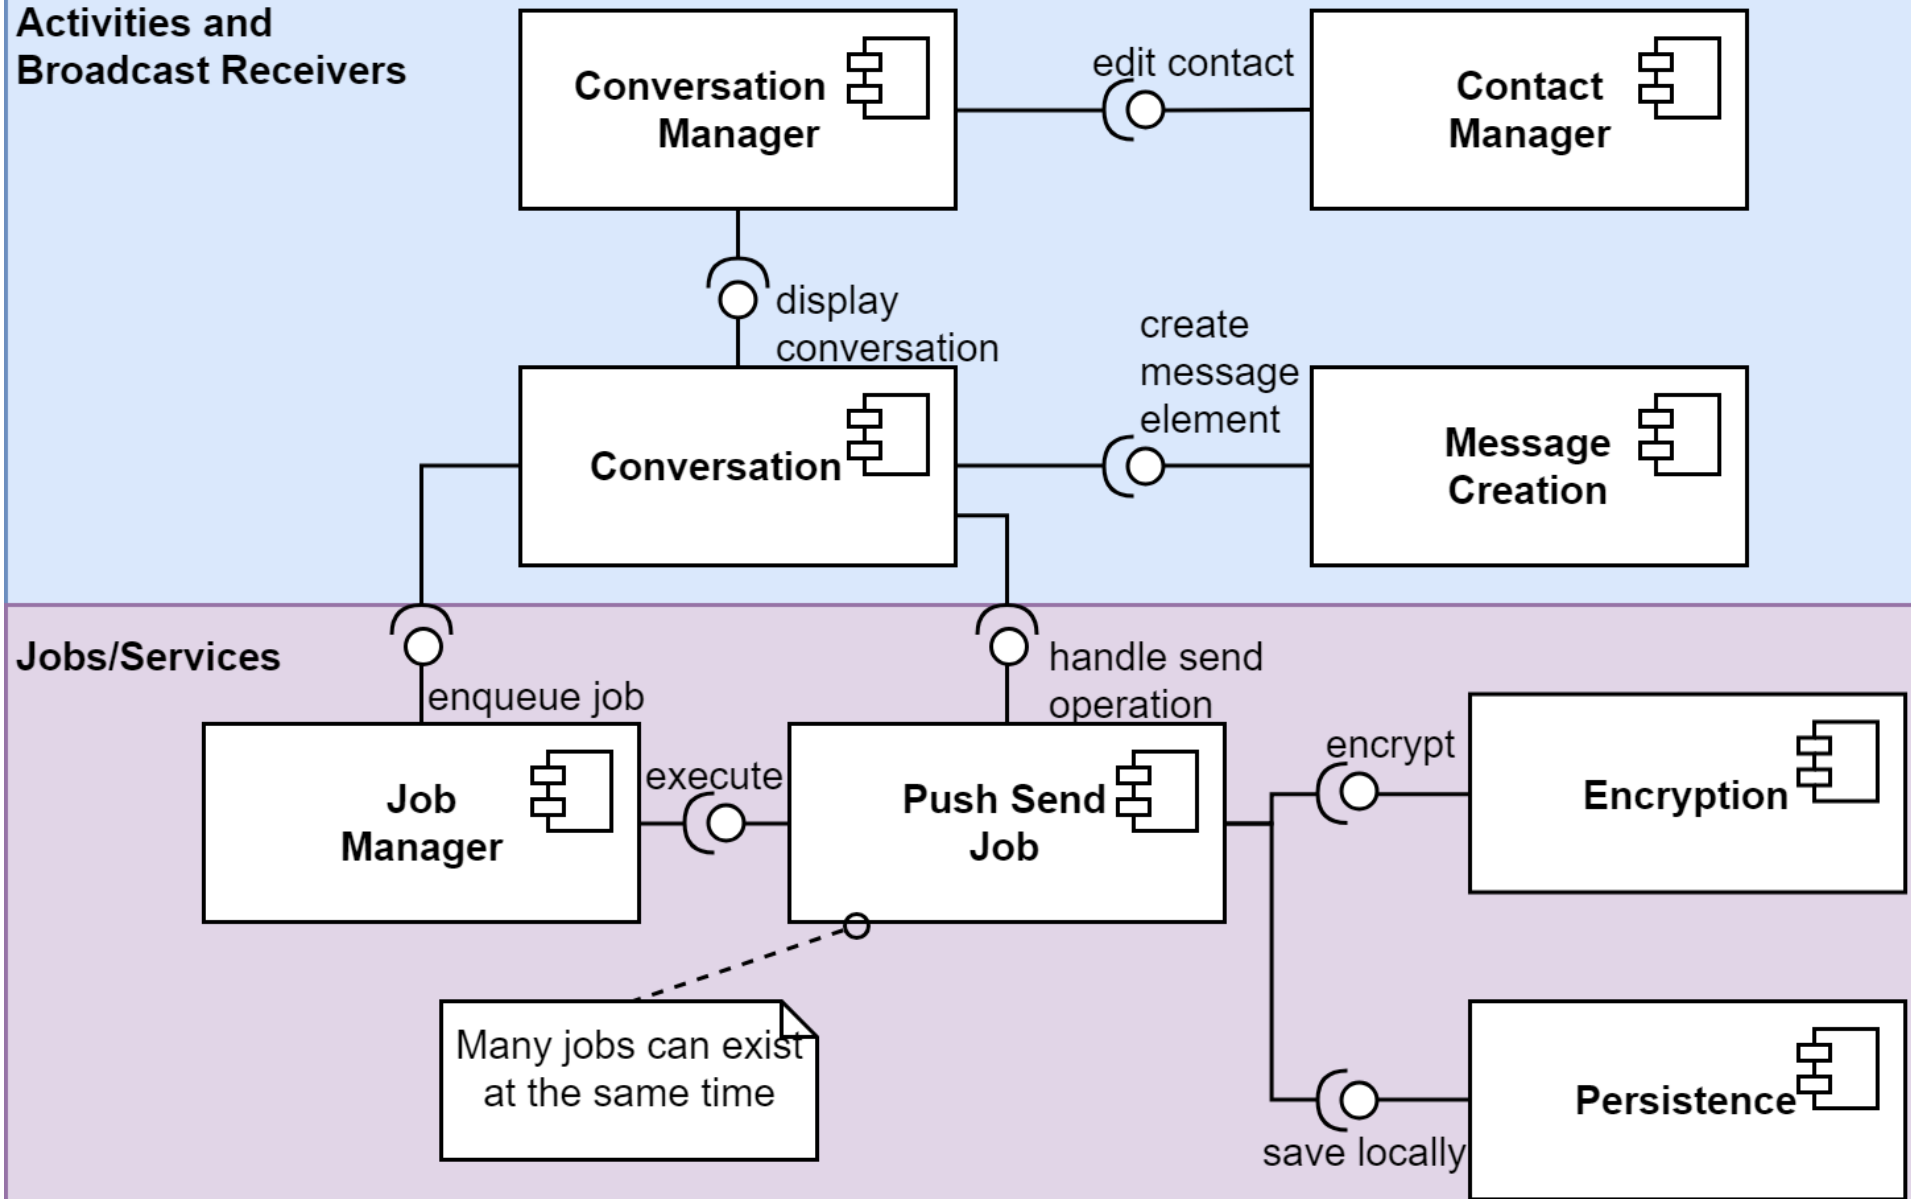 Activities and
Broadcast Receivers
Conversation
Manager
edit contact
Contact
Manager
display
conversation
create
message
element
Conversation
Message
Creation
Jobs/Services
enqueue job
handle send
operation
Job
Manager
execute
Push Send
Job
encrypt
Encryption
Many jobs can exist
at the same time
save locally
Persistence